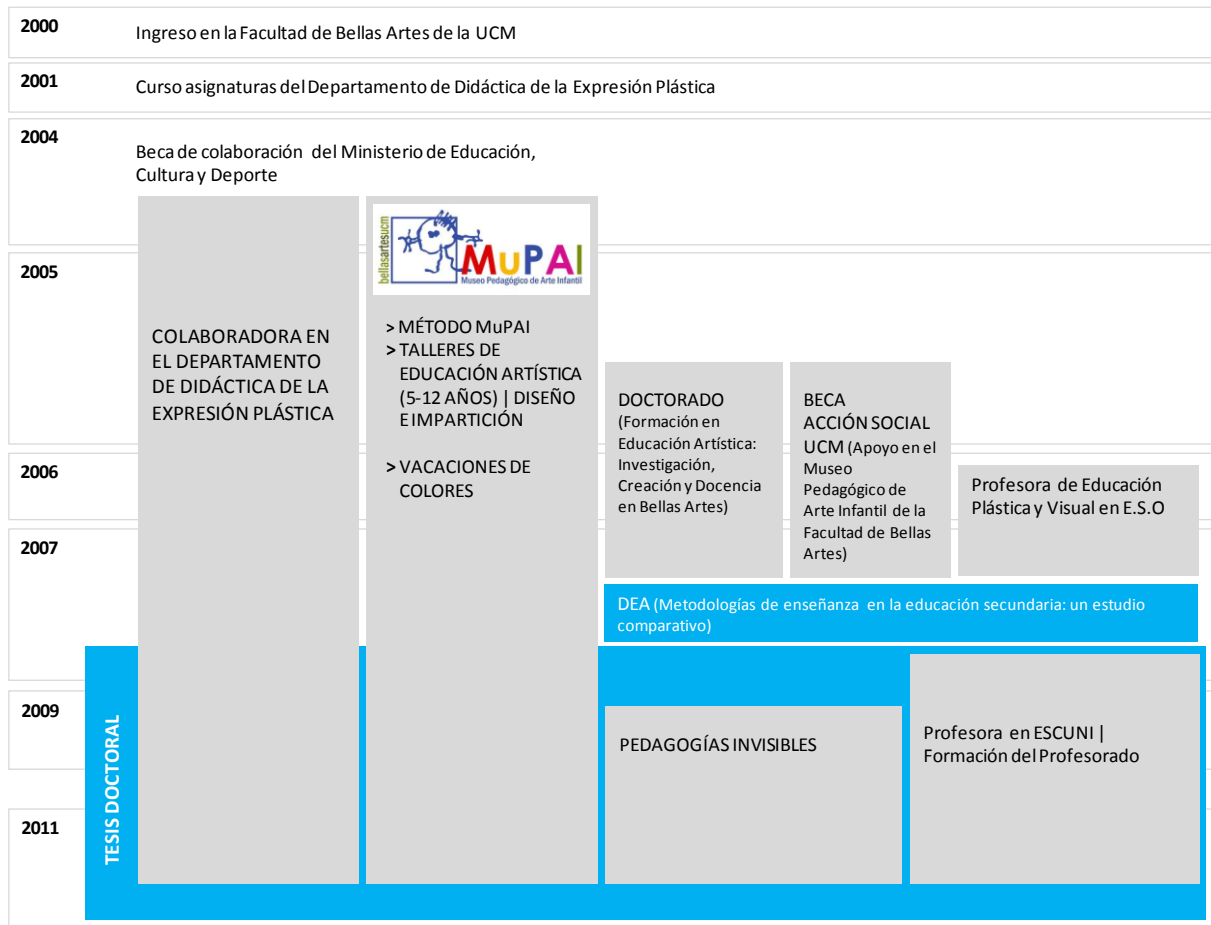 2000
Ingreso en la Facultad de Bellas Artes de la UCM
2001
Curso asignaturas del Departamento de Didáctica de la Expresión Plástica
2004
Beca de colaboración del Ministerio de Educación,
Cultura y Deporte
bellasartesucm
MuPAI
Museo Pedagógico de Arte Infantil
2005
COLABORADORA EN
EL DEPARTAMENTO
DE DIDÁCTICA DE LA
EXPRESIÓN PLÁSTICA
> MÉTODO MuPAI
> TALLERES DE
EDUCACIÓN ARTÍSTICA
(5-12 AÑOS) | DISEÑO
E IMPARTICIÓN
> VACACIONES DE
COLORES
DOCTORADO
(Formación en
Educación Artística:
Investigación,
Creación y Docencia
en Bellas Artes)
BECA
ACCIÓN SOCIAL
UCM (Apoyo en el
Museo
Pedagógico de
Arte Infantil de la
Facultad de Bellas
Artes)
2006
Profesora de Educación
Plástica y Visual en E.S.O
2007
DEA (Metodologías de enseñanza en la educación secundaria: un estudio
comparativo)
2009
TESIS DOCTORAL
PEDAGOGÍAS INVISIBLES
Profesora en ESCUNI |
Formación del Profesorado
2011